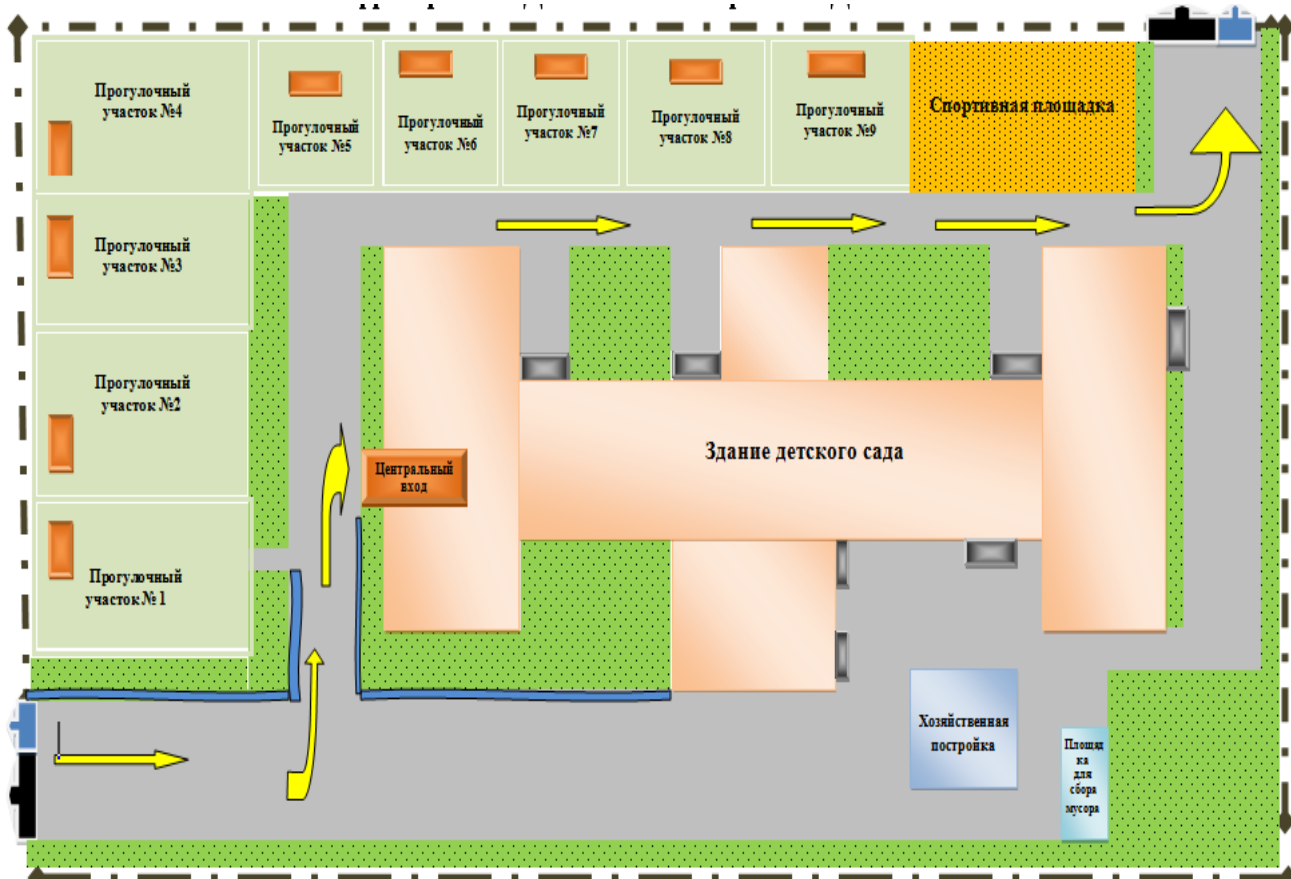 Прогулочный
участок №4
Прогулочный
участок №5
Прогулочный
участок №6
Прогулочный
участок №7
Прогулочный
участок №8
Прогулочный
участок №9
Спортивная площадка
Прогулочный
участок №3
Прогулочный
участок №2
Прогулочный
участок № 1
Центральный
вход
Здание детского сада
Хозяйственная
постройка
Площад
ка
для
сбора
мусора